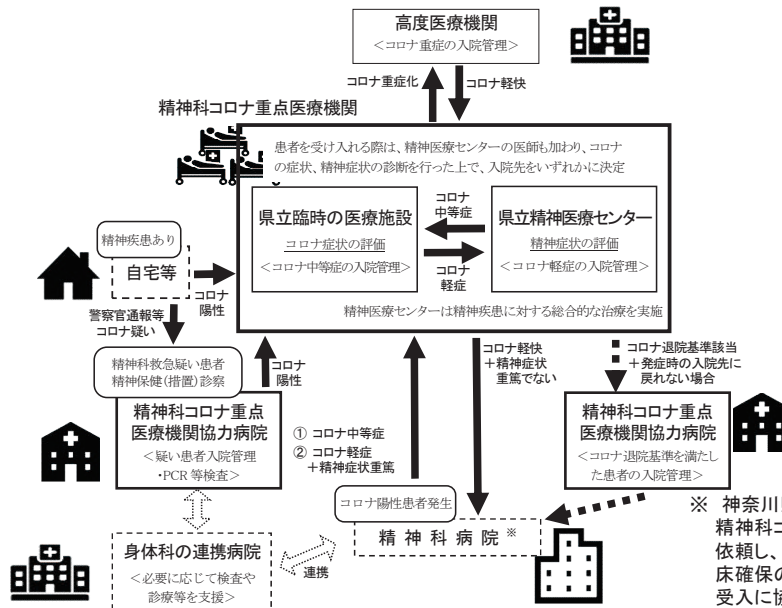 高度医療機関
<コロナ重症の入院管理>
コロナ重症化
コロナ軽快
精神科コロナ重点医療機関
患者を受け入れる際は、精神医療センターの医師も加わり、コロナ
の症状、精神症状の診断を行った上で、入院先をいずれかに決定
県立臨時の医療施設
コロナ症状の評価
<コロナ中等症の入院管理>
コロナ
中等症
コロナ
軽症
県立精神医療センター
精神症状の評価
<コロナ軽症の入院管理>
精神医療センターは精神疾患に対する総合的な治療を実施
精神疾患あり
自宅等
コロナ
陽性
警察官通報等
コロナ疑い
精神科救急疑い患者
精神保健(措置)診察
コロナ
陽性
精神科コロナ重点
医療機関協力病院
<疑い患者入院管理
・PCR等検査>
① コロナ中等症
② コロナ軽症
+精神症状重篤
コロナ軽快
+精神症状
重篤でない
コロナ退院基準該当
+発症時の入院先に
戻れない場合
精神科コロナ重点
医療機関協力病院
<コロナ退院基準を満たし
た患者の入院管理>
コロナ陽性患者発生
精神科病院※
身体科の連携病院
<必要に応じて検査や
診療等を支援>
連携
※ 神奈川
精神科コ
依頼し、
床確保の
受入に協